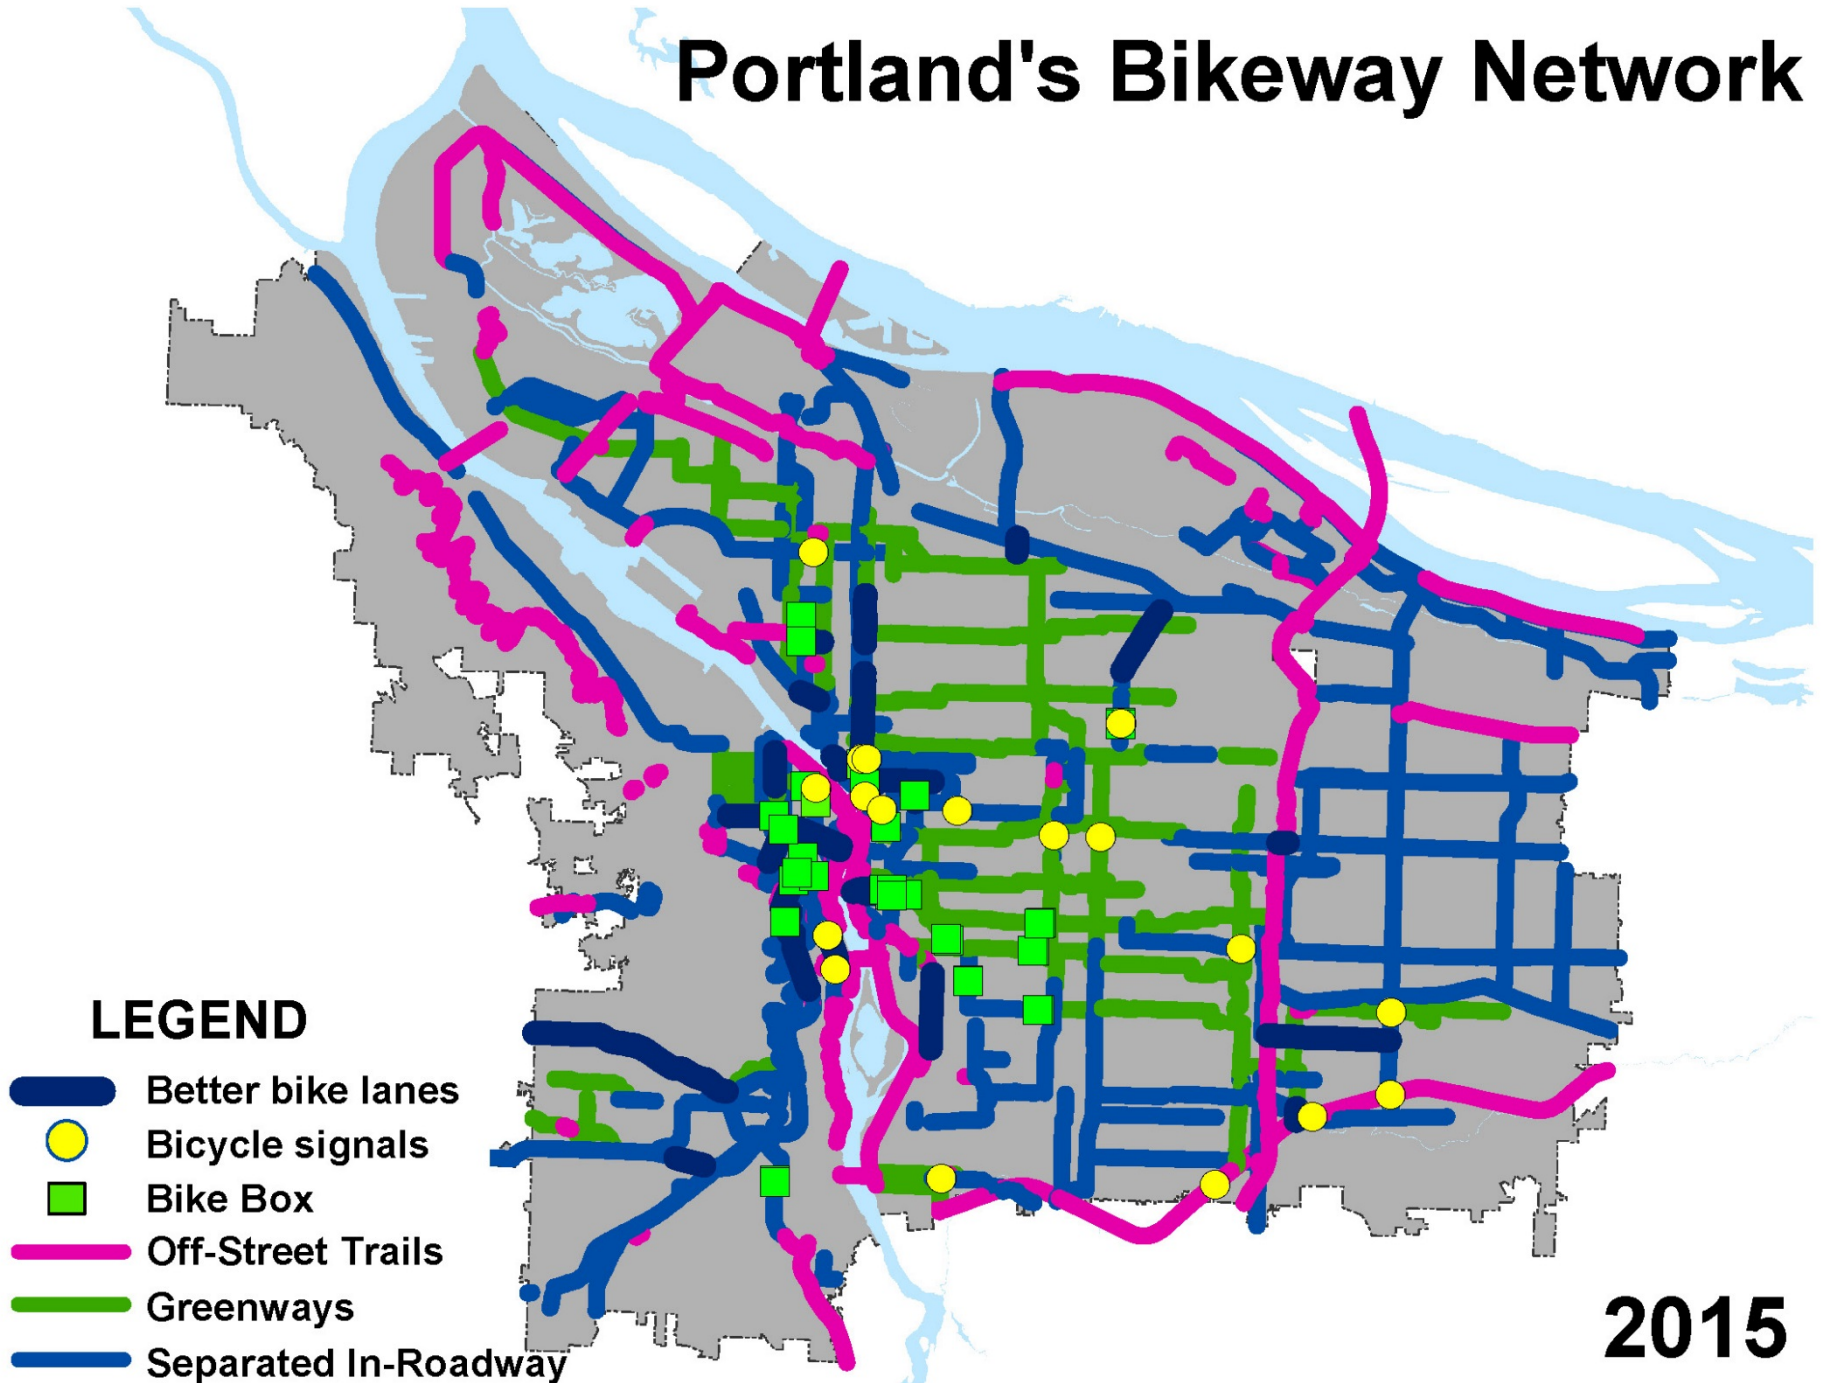 Portland's Bikeway Network
LEGEND
Better bike lanes
Bicycle signals
Bike Box
Off-Street Trails
Greenways
Separated In-Roadway
2015